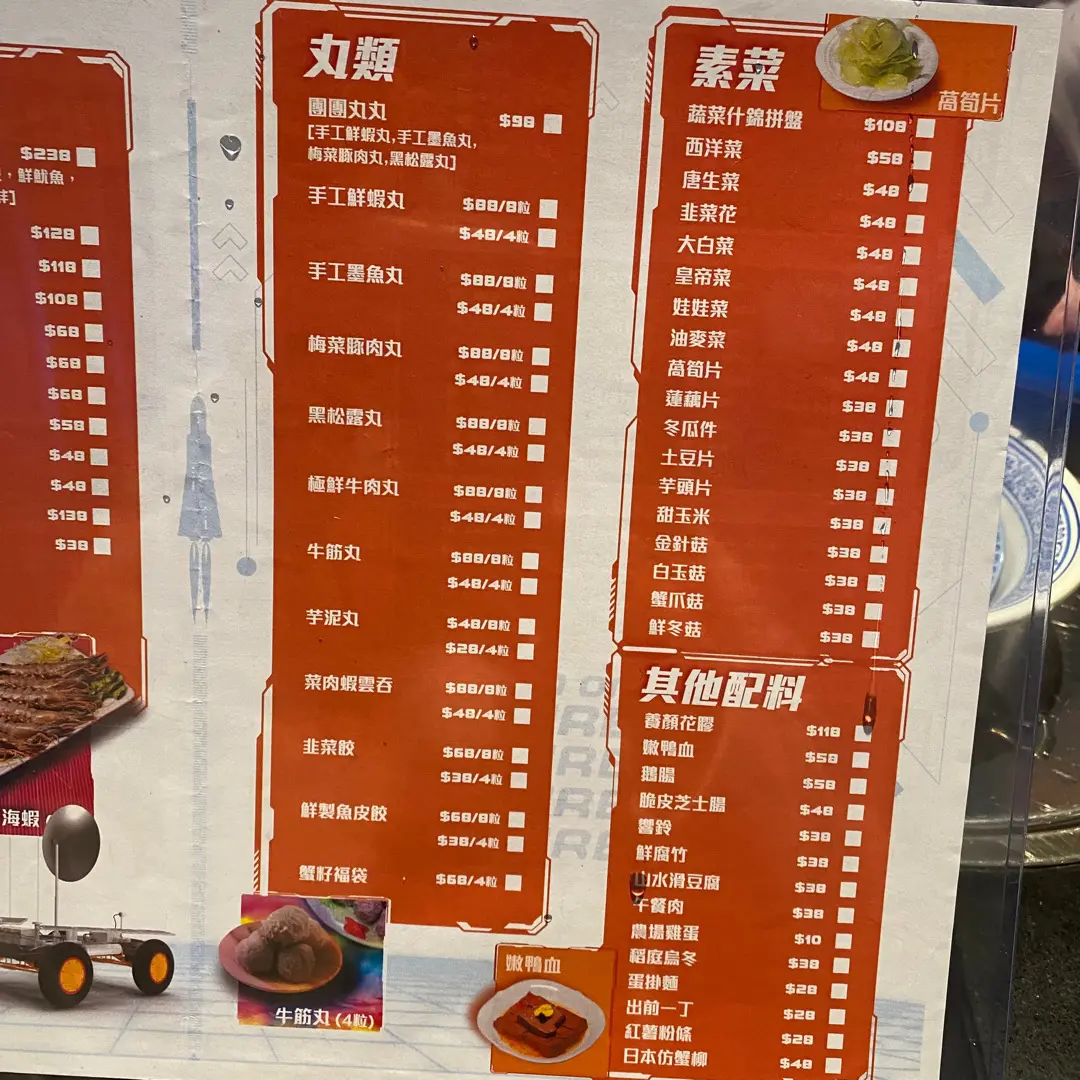 $238
，鮮魷魚，
$128
$118
$108
$68
$68
$68
$58
$48
$48
$138
$38
海蝦
丸類
團團丸丸 $98
[手工鮮蝦丸,手工墨魚丸,
梅菜豚肉丸,黑松露丸]
手工鮮蝦丸 $88/8粒
$48/4粒
手工墨魚丸 $88/8粒
$48/4粒
梅菜豚肉丸 $88/8粒
$48/4粒
黑松露丸 $88/8粒
$48/4粒
極鮮牛肉丸 $88/8粒
$48/4粒
牛筋丸 $88/8粒
$48/4粒
芋泥丸 $48/8粒
$28/4粒
菜肉蝦雲吞 $88/8粒
$48/4粒
韭菜餃 $68/8粒
$38/4粒
鮮製魚皮餃 $68/8粒
$38/4粒
蟹籽福袋 $68/4粒
牛筋丸 (4粒)
素菜
萵筍片
蔬菜什錦拼盤 $108
西洋菜 $58
唐生菜 $48
韭菜花 $48
大白菜 $48
皇帝菜 $48
娃娃菜 $48
油麥菜 $48
萵筍片 $48
蓮藕片 $38
冬瓜件 $38
土豆片 $38
芋頭片 $38
甜玉米 $38
金針菇 $38
白玉菇 $38
蟹爪菇 $38
鮮冬菇 $38
其他配料
養顏花膠 $118
嫩鴨血 $58
鵝腸 $58
脆皮芝士腸 $48
響鈴 $38
鮮腐竹 $38
山水滑豆腐 $38
午餐肉 $38
農場雞蛋 $10
稻庭烏冬 $38
蛋掛麵 $28
出前一丁 $28
紅薯粉條 $28
日本仿蟹柳 $48
嫩鴨血